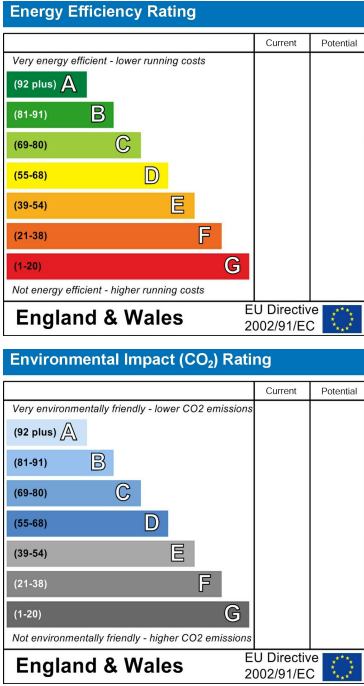 Energy Efficiency Rating
Current Potential
Very energy efficient - lower running costs
(92 plus) A
(81-91) B
(69-80) C
(55-68) D
(39-54) E
(21-38) F
(1-20) G
Not energy efficient - higher running costs
England & Wales
EU Directive
2002/91/EC
Environmental Impact (CO₂) Rating
Current Potential
Very environmentally friendly - lower CO2 emissions
(92 plus) A
(81-91) B
(69-80) C
(55-68) D
(39-54) E
(21-38) F
(1-20) G
Not environmentally friendly - higher CO2 emissions
England & Wales
EU Directive
2002/91/EC